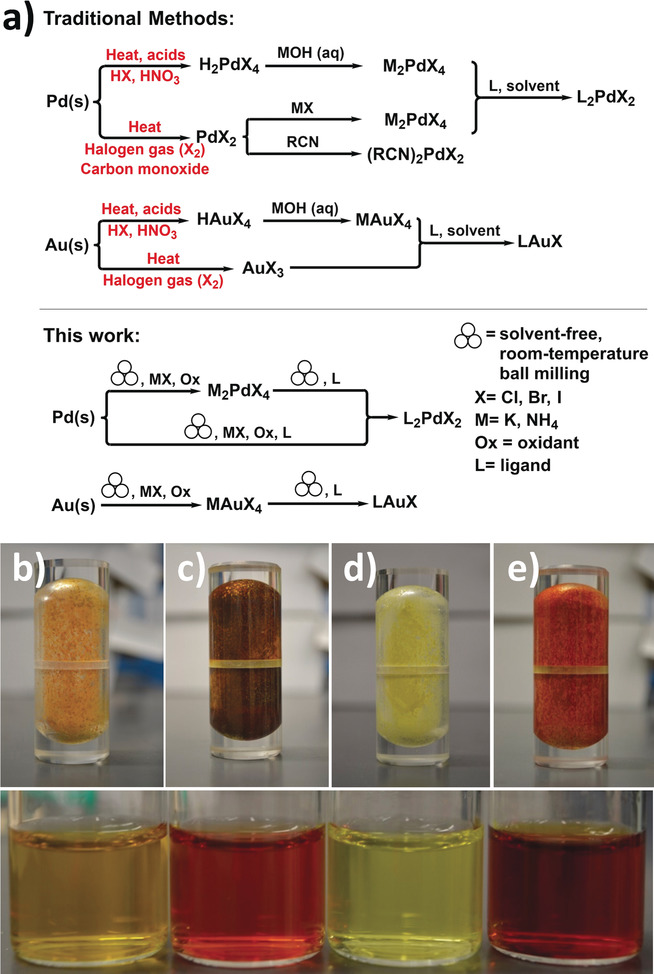 a) Traditional Methods:
Heat, acids
HX, HNO3
H2PdX4
MOH (aq)
M2PdX4
Pd(s)
L, solvent
L2PdX2
Heat
Halogen gas (X2)
Carbon monoxide
PdX2
MX
M2PdX4
RCN
(RCN)2PdX2
Heat, acids
HX, HNO3
HAuX4
MOH (aq)
MAuX4
Au(s)
L, solvent
LAuX
Heat
Halogen gas (X2)
AuX3
This work:
= solvent-free,
room-temperature
ball milling
X= Cl, Br, I
M= K, NH4
Ox = oxidant
L= ligand
, MX, Ox
M2PdX4
, L
Pd(s)
L2PdX2
, MX, Ox, L
Au(s)
, MX, Ox
MAuX4
, L
LAuX
b)
c)
d)
e)